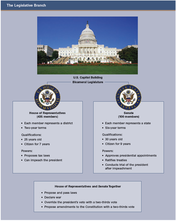 The Legislative Branch
U.S. Capitol Building
Bicameral Legislature
House of Representatives
(435 members)
• Each member represents a district
• Two-year terms
Qualifications:
• 25 years old
• Citizen for 7 years
Powers:
• Proposes tax laws
• Can impeach the president
Senate
(100 members)
• Each member represents a state
• Six-year terms
Qualifications:
• 30 years old
• Citizen for 9 years
Powers:
• Approves presidential appointments
• Ratifies treaties
• Conducts trial of the president
after impeachment
House of Representatives and Senate Together
• Propose and pass laws
• Declare war
• Override the president's veto with a two-thirds vote
• Propose amendments to the Constitution with a two-thirds vote